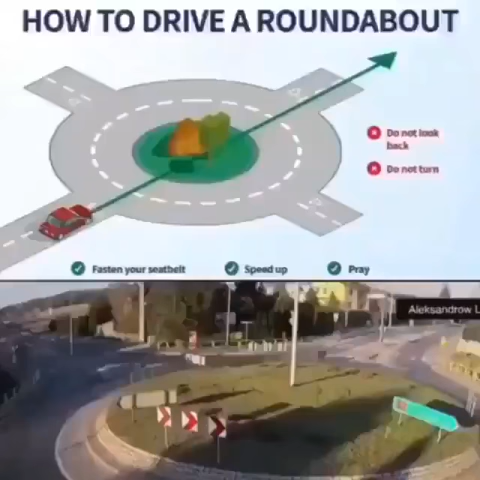 HOW TO DRIVE A ROUNDABOUT
Do not look
back
Do not turn
Fasten your seatbelt
Speed up
Pray
Aleksandrow